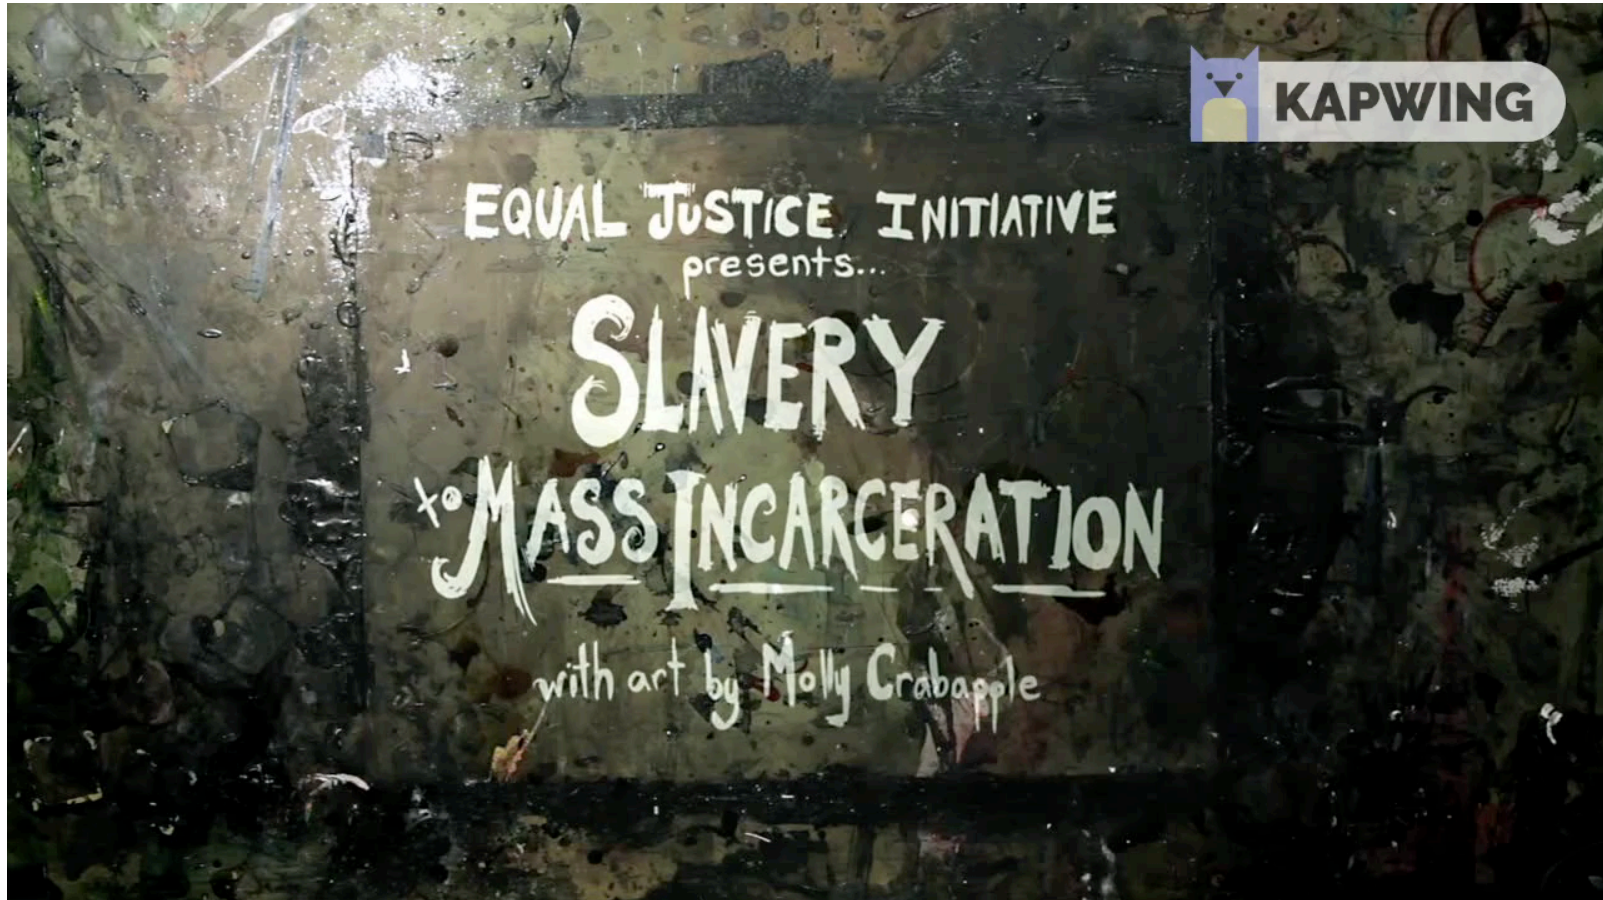 KAPWING
EQUAL JUSTICE INITIATIVE
presents...
SLAVERY
to MASS INCARCERATION
with art by Molly Crabapple